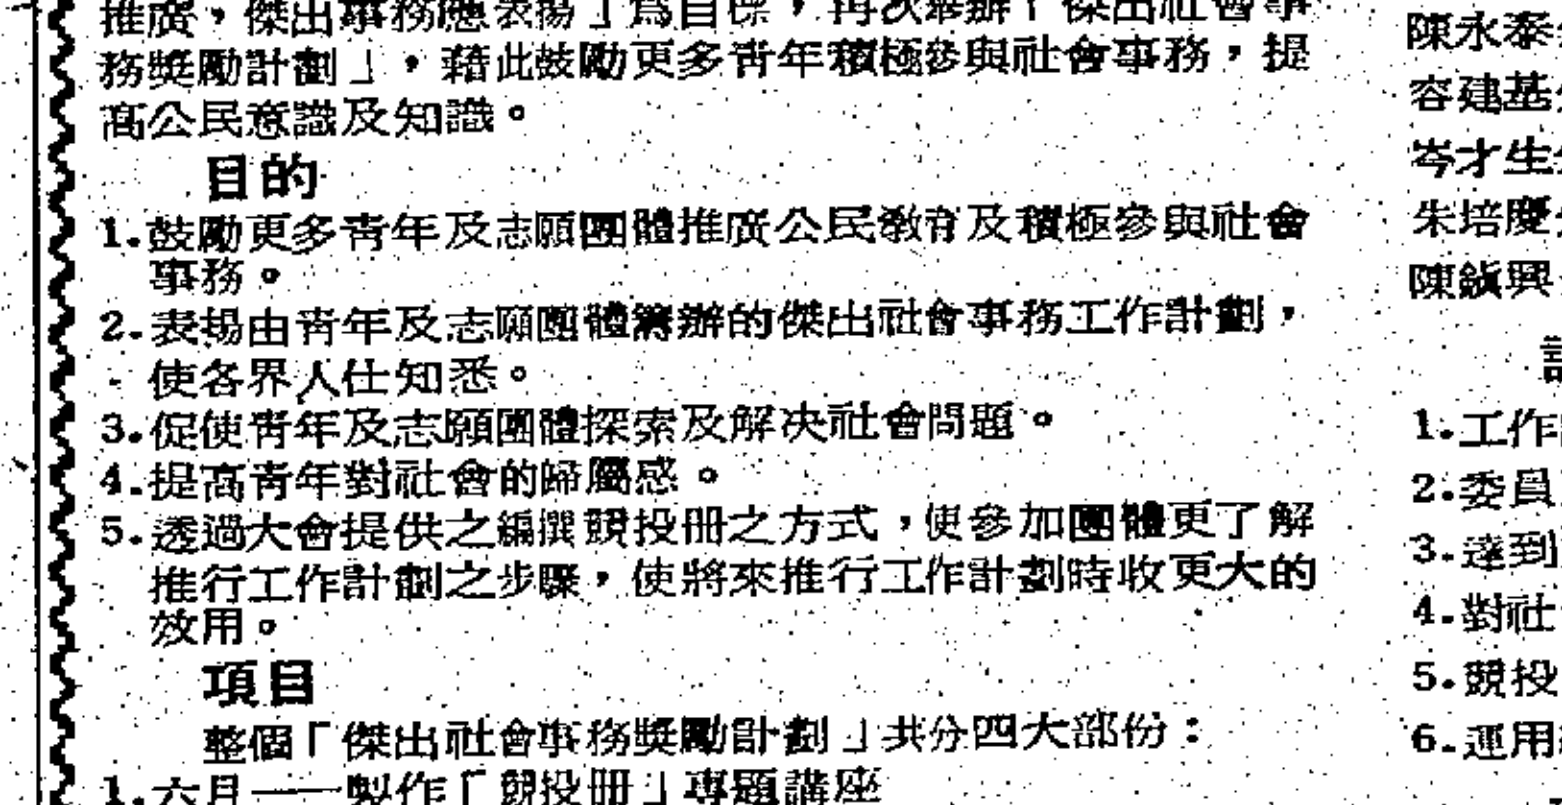 推廣，傑出事務應表揚」爲目標，再次舉辦「傑出社會事
務奬勵計劃」，藉此鼓勵更多青年積極參與社會事務，提
高公民意識及知識。
目的
1.鼓勵更多青年及志願團體推廣公民敎育及積極參與社會
事務。
2.表揚由青年及志願團體籌辦的傑出社會事務工作計劃，
使各界人仕知悉。
3.促使青年及志願團體探索及解决社會問題。
4.提高青年對社會的歸屬感。
5.透過大會提供之編撰競投册之方式，使參加團體更了解
推行工作計劃之步驟，使將來推行工作計劃時收更大的
效用。
項目
整個「傑出社會事務奬勵計劃」共分四大部份：
1.六月——製作「競投册」專題講座
陳永泰
容建基
岑才生
朱培慶
陳縝興
1.工作
2.委員
3.達到
4.對社
5.競投
6.運用